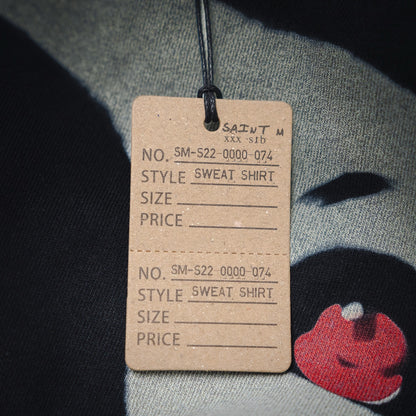 SAINT M
xxx-sfb
NO. SM-S22-0000-074
STYLE SWEAT SHIRT
SIZE
PRICE
NO. SM-S22-0000-074
STYLE SWEAT SHIRT
SIZE
PRICE